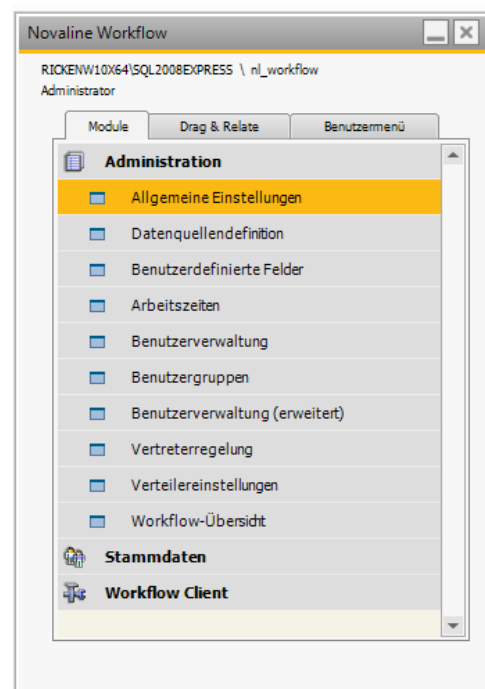 Novaline Workflow
RICKENW10X64\SQL2008EXPRESS \ nl_workflow
Administrator
Module Drag & Relate Benutzermenü
Administration
Allgemeine Einstellungen
Datenquellendefinition
Benutzerdefinierte Felder
Arbeitszeiten
Benutzerverwaltung
Benutzergruppen
Benutzerverwaltung (erweitert)
Vertreterregelung
Verteilereinstellungen
Workflow-Übersicht
Stammdaten
Workflow Client